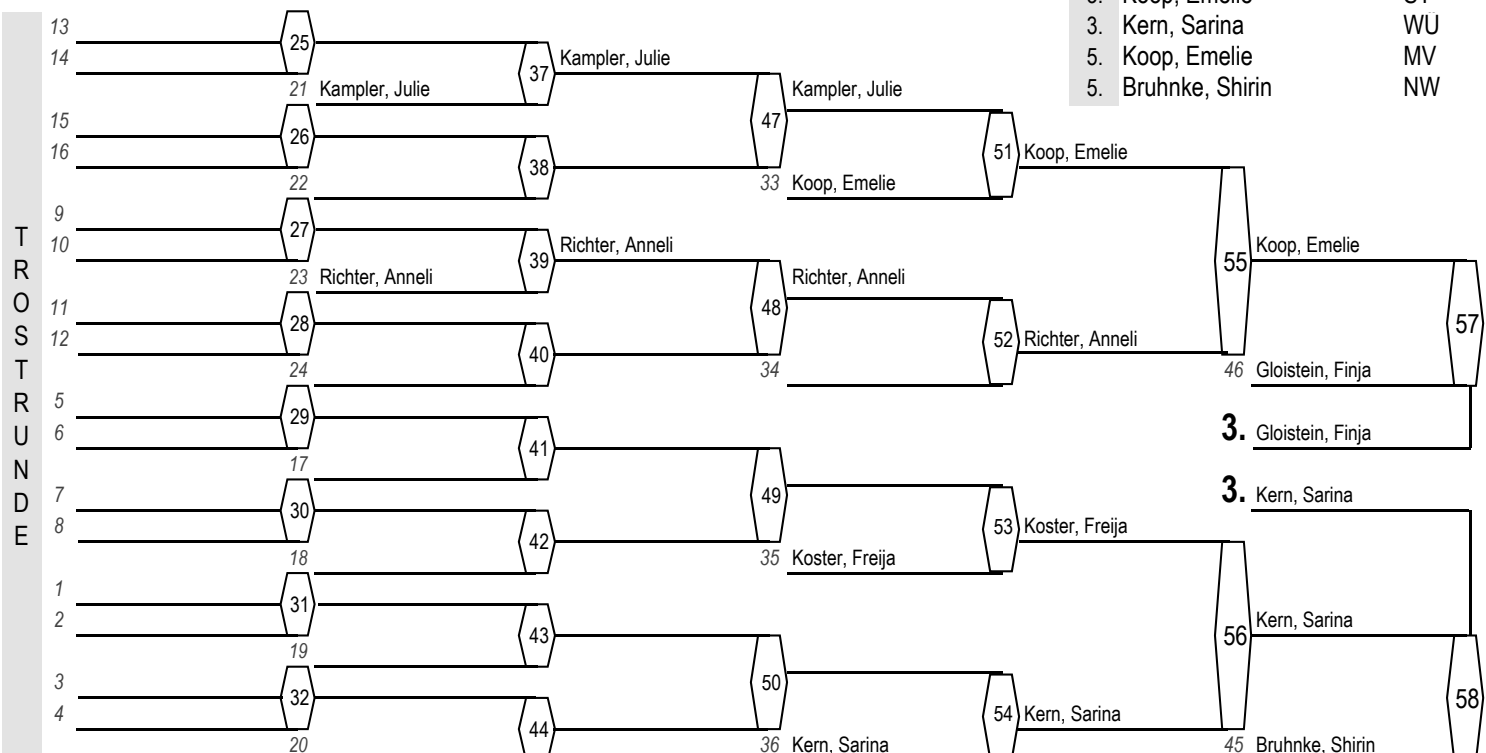 3. Kern, Sarina WÜ
5. Koop, Emelie MV
5. Bruhnke, Shirin NW
TROSTRUNDE
13
25
14
37 Kampler, Julie
21 Kampler, Julie
Kampler, Julie
15
26
47
16
38
51 Koop, Emelie
22
33 Koop, Emelie
9
27
10
39 Richter, Anneli
Koop, Emelie
55
23 Richter, Anneli
Richter, Anneli
11
28
48
57
12
40
52 Richter, Anneli
24
34
46 Gloistein, Finja
5
29
6
41
3. Gloistein, Finja
17
7
30
49
3. Kern, Sarina
8
42
53 Koster, Freija
18
35 Koster, Freija
1
31
2
43
56 Kern, Sarina
19
3
32
50
58
4
44
54 Kern, Sarina
20
36 Kern, Sarina
45 Bruhnke, Shirin